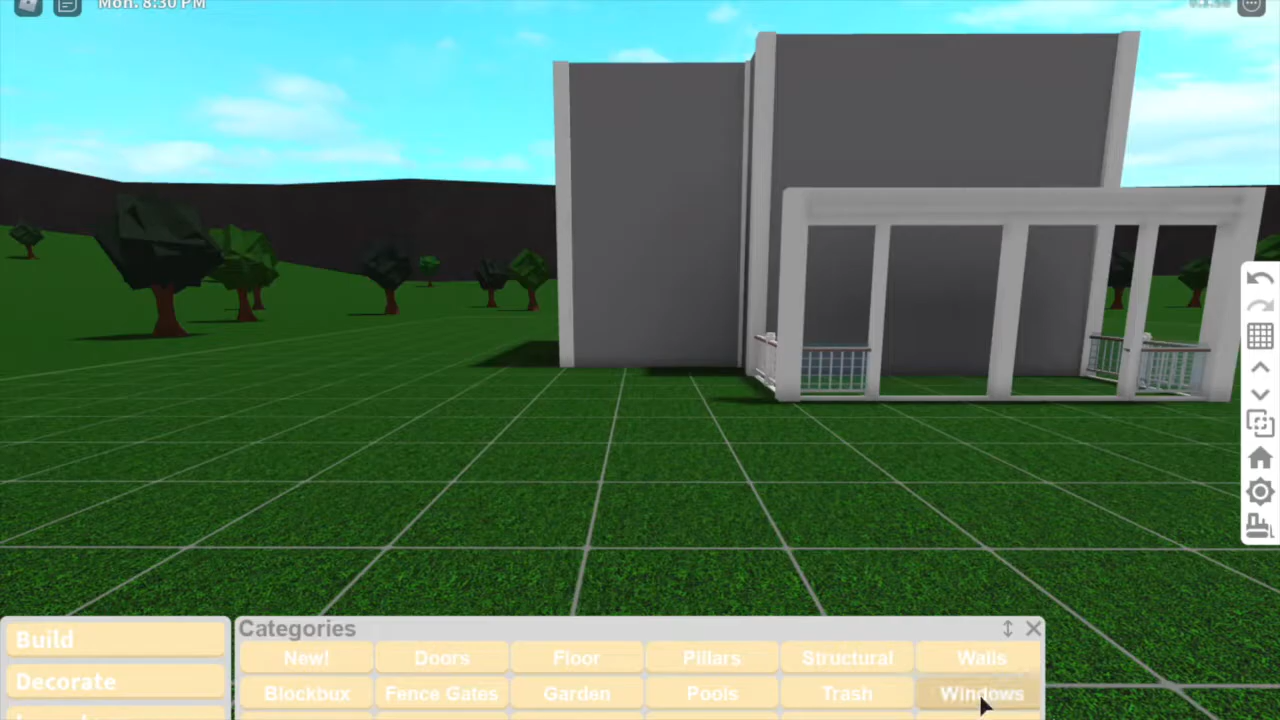 Mon. 8:30 PM
Categories
Build
New! Doors Floor Pillars Structural Walls
Decorate
Blockbux Fence Gates Garden Pools Trash Windows